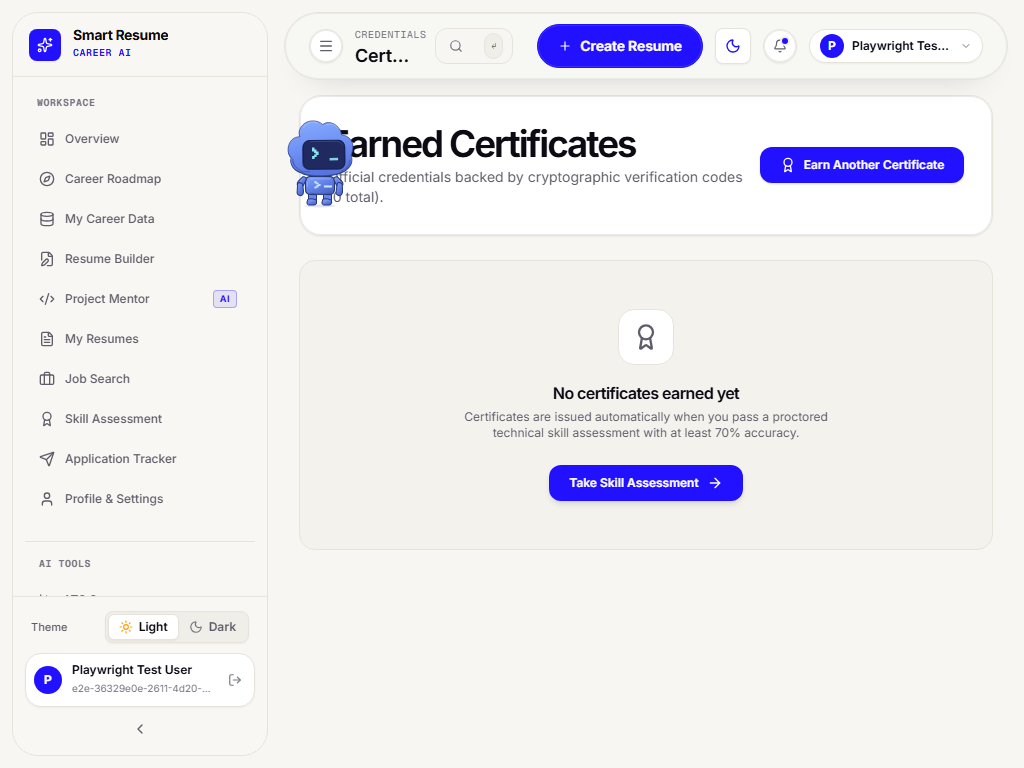 Smart Resume
CAREER AI
WORKSPACE
Overview
Career Roadmap
My Career Data
Resume Builder
Project Mentor
AI
My Resumes
Job Search
Skill Assessment
Application Tracker
Profile & Settings
AI TOOLS
Theme
Light
Dark
P
Playwright Test User
e2e-36329e0e-2611-4d20-...
CREDENTIALS
Cert...
Create Resume
P
Playwright Tes...
Earned Certificates
fficial credentials backed by cryptographic verification codes
0 total).
Earn Another Certificate
No certificates earned yet
Certificates are issued automatically when you pass a proctored
technical skill assessment with at least 70% accuracy.
Take Skill Assessment